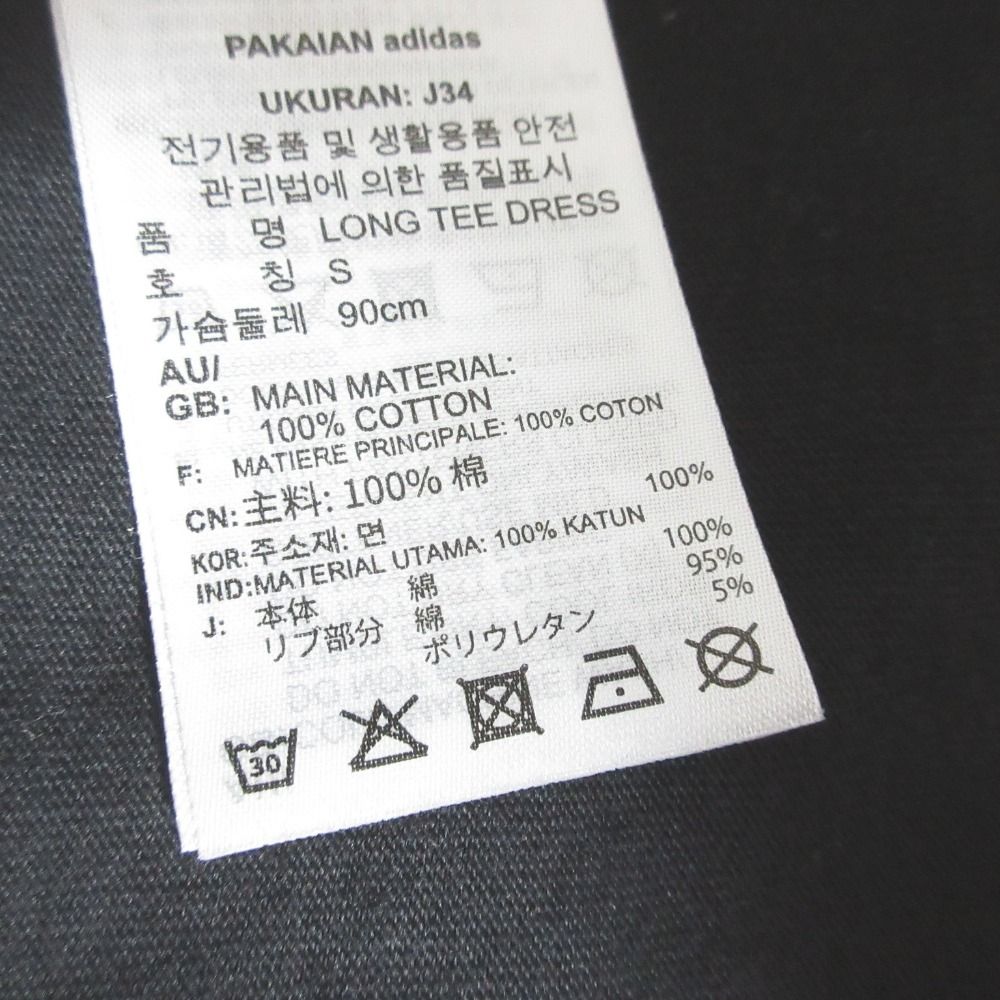 PAKAIAN adidas
UKURAN: J34
전기용품 및 생활용품 안전
관리법에 의한 품질표시
품 명 LONG TEE DRESS
호 칭 S
가슴둘레 90cm
AU/
GB: MAIN MATERIAL:
100% COTTON
F: MATIERE PRINCIPALE: 100% COTON
CN: 主料: 100% 棉
KOR: 주소재: 면 100%
IND: MATERIAL UTAMA: 100% KATUN
J: 本体 綿 100%
リブ部分 綿 95%
ポリウレタン 5%
30